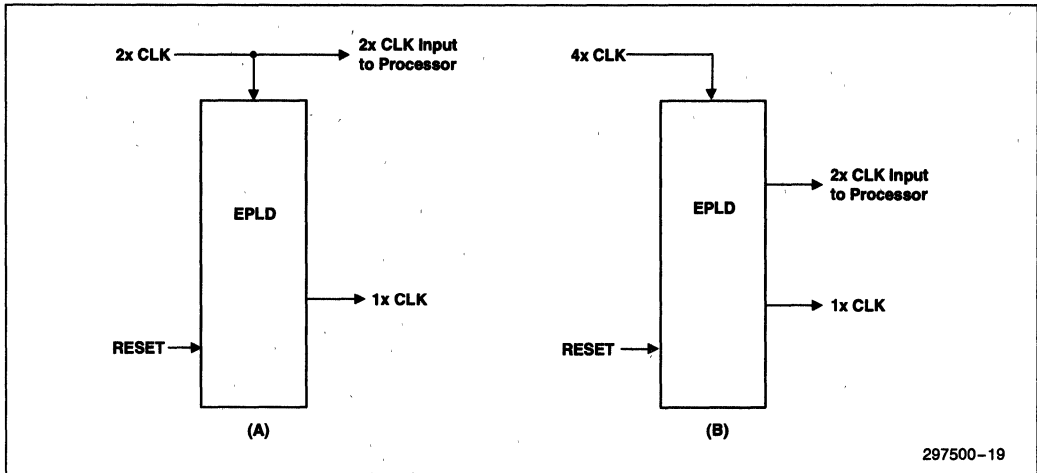 2x CLK
2x CLK Input
to Processor
EPLD
1x CLK
RESET
(A)
4x CLK
EPLD
2x CLK Input
to Processor
1x CLK
RESET
(B)
297500-19